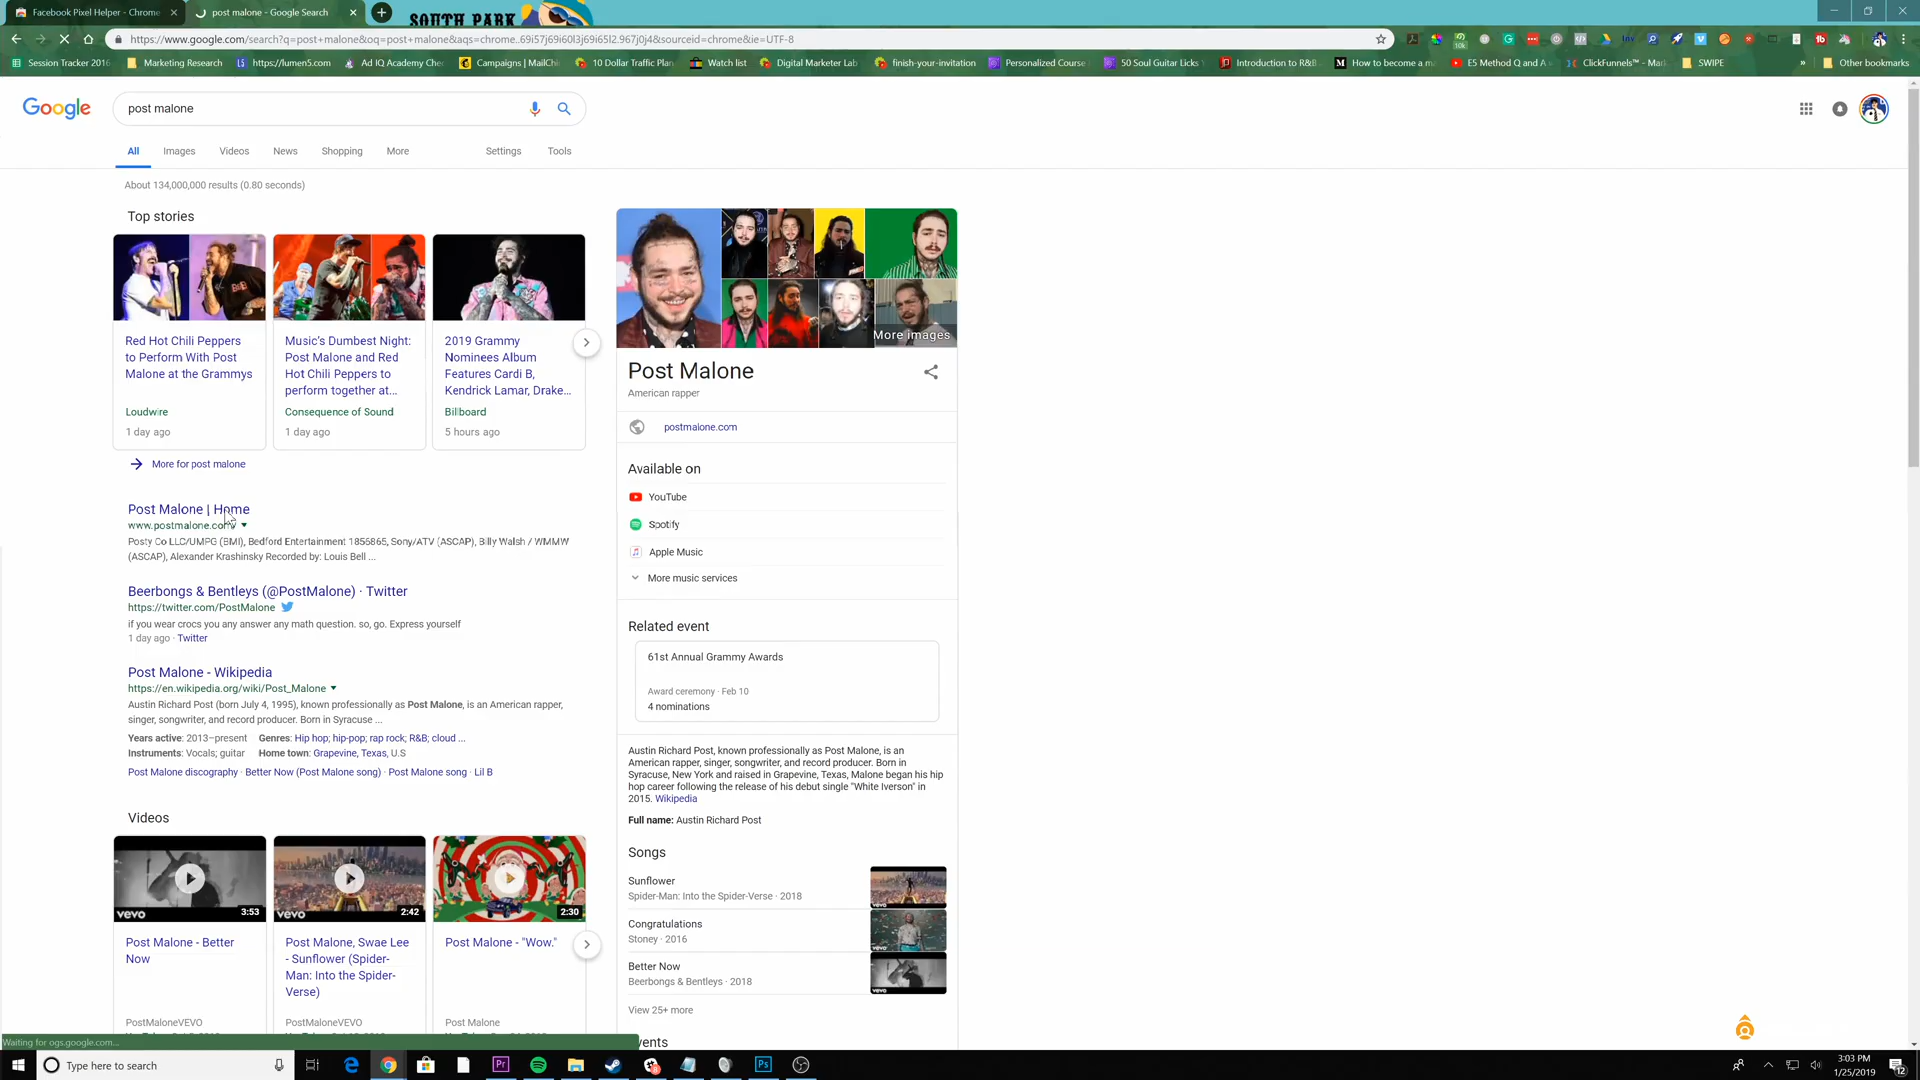 Facebook Pixel Helper - Chrome
post malone - Google Search
SOUTH PARK
https://www.google.com/search?q=post+malone&oq=post+malone&aqs=chrome..69i57j69i60l3j69i65l2.967j0j4&sourceid=chrome&ie=UTF-8
Session Tracker 2016
Marketing Research
https://lumen5.com
Ad IQ Academy Che
Campaigns | MailCh
10 Dollar Traffic Plan
Watch list
Digital Marketer Lab
finish-your-invitation
Personalized Course
50 Soul Guitar Licks
Introduction to R&B
How to become a m
E5 Method Q and A
ClickFunnels™ - Mar
SWIPE
Other bookmarks
Google
post malone
All
Images
Videos
News
Shopping
More
Settings
Tools
About 134,000,000 results (0.80 seconds)
Top stories
Red Hot Chili Peppers
to Perform With Post
Malone at the Grammys
Loudwire
1 day ago
Music's Dumbest Night:
Post Malone and Red
Hot Chili Peppers to
perform together at...
Consequence of Sound
1 day ago
2019 Grammy
Nominees Album
Features Cardi B,
Kendrick Lamar, Drake...
Billboard
5 hours ago
More for post malone
Post Malone | Home
www.postmalone.com/
Posty Co LLC/UMPG (BMI), Bedford Entertainment 1856865, Sony/ATV (ASCAP), Billy Walsh / WMMW
(ASCAP), Alexander Krashinsky Recorded by: Louis Bell ...
Beerbongs & Bentleys (@PostMalone) · Twitter
https://twitter.com/PostMalone
if you wear crocs you any answer any math question. so, go. Express yourself
1 day ago · Twitter
Post Malone - Wikipedia
https://en.wikipedia.org/wiki/Post_Malone
Austin Richard Post (born July 4, 1995), known professionally as Post Malone, is an American rapper,
singer, songwriter, and record producer. Born in Syracuse ...
Years active: 2013–present Genres: Hip hop; hip-pop; rap rock; R&B; cloud ...
Instruments: Vocals; guitar Home town: Grapevine, Texas, U.S
Post Malone discography · Better Now (Post Malone song) · Post Malone song · Lil B
Videos
vevo 3:53
Post Malone - Better
Now
PostMaloneVEVO
vevo 2:42
Post Malone, Swae Lee
- Sunflower (Spider-
Man: Into the Spider-
Verse)
PostMaloneVEVO
2:30
Post Malone - "Wow."
Post Malone
More images
Post Malone
American rapper
postmalone.com
Available on
YouTube
Spotify
Apple Music
More music services
Related event
61st Annual Grammy Awards
Award ceremony · Feb 10
4 nominations
Austin Richard Post, known professionally as Post Malone, is an
American rapper, singer, songwriter, and record producer. Born in
Syracuse, New York and raised in Grapevine, Texas, Malone began his hip
hop career following the release of his debut single "White Iverson" in
2015. Wikipedia
Full name: Austin Richard Post
Songs
Sunflower
Spider-Man: Into the Spider-Verse · 2018
Congratulations
Stoney · 2016
Better Now
Beerbongs & Bentleys · 2018
View 25+ more
vents
Waiting for ogs.google.com...
Type here to search
3:03 PM
1/25/2019